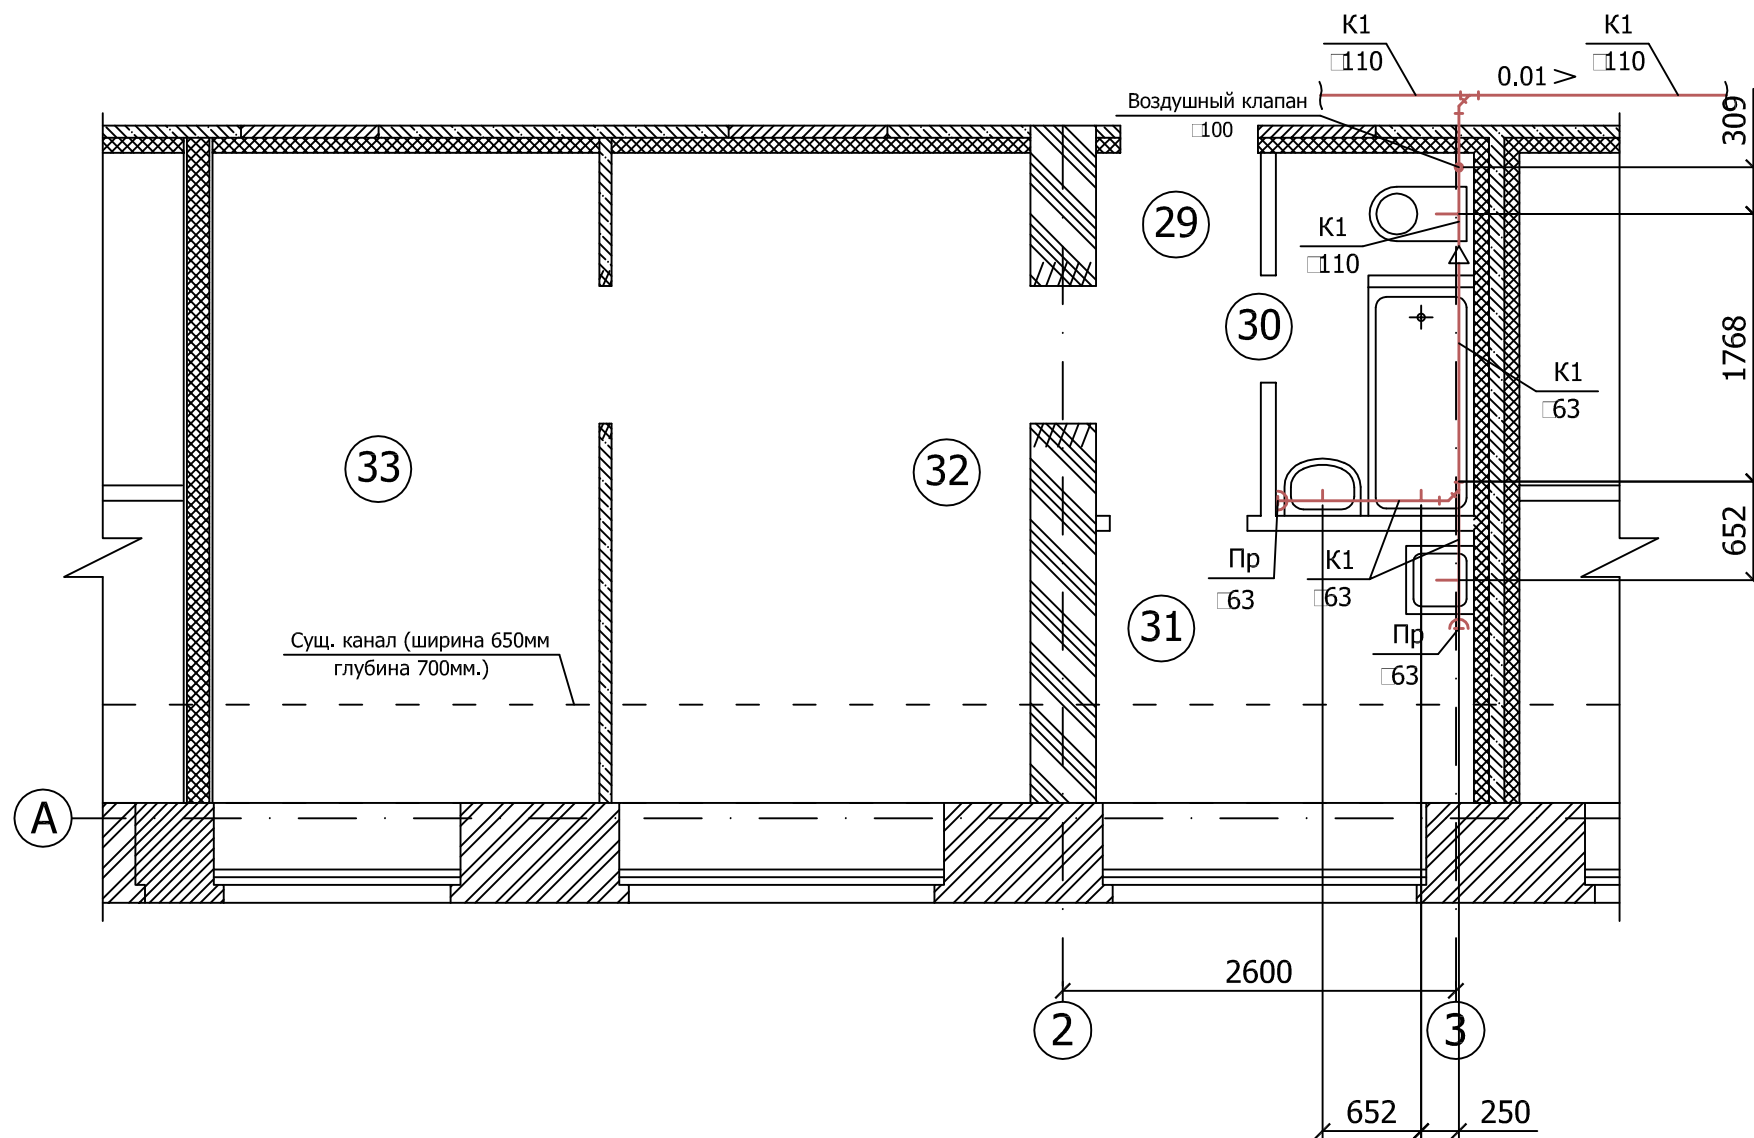 К1
□110
К1
□110
0.01 >
Воздушный клапан
□100
309
29
К1
□110
30
1768
К1
□63
33
32
652
Пр
□63
К1
□63
31
Пр
□63
Сущ. канал (ширина 650мм
глубина 700мм.)
А
2600
2
3
652
250